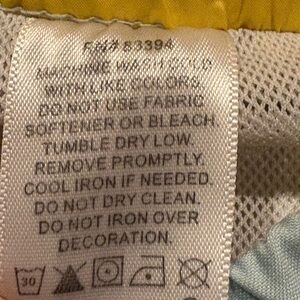 RN# 83394
MACHINE WASH COLD
WITH LIKE COLORS.
DO NOT USE FABRIC
SOFTENER OR BLEACH.
TUMBLE DRY LOW.
REMOVE PROMPTLY.
COOL IRON IF NEEDED.
DO NOT DRY CLEAN.
DO NOT IRON OVER
DECORATION.
30